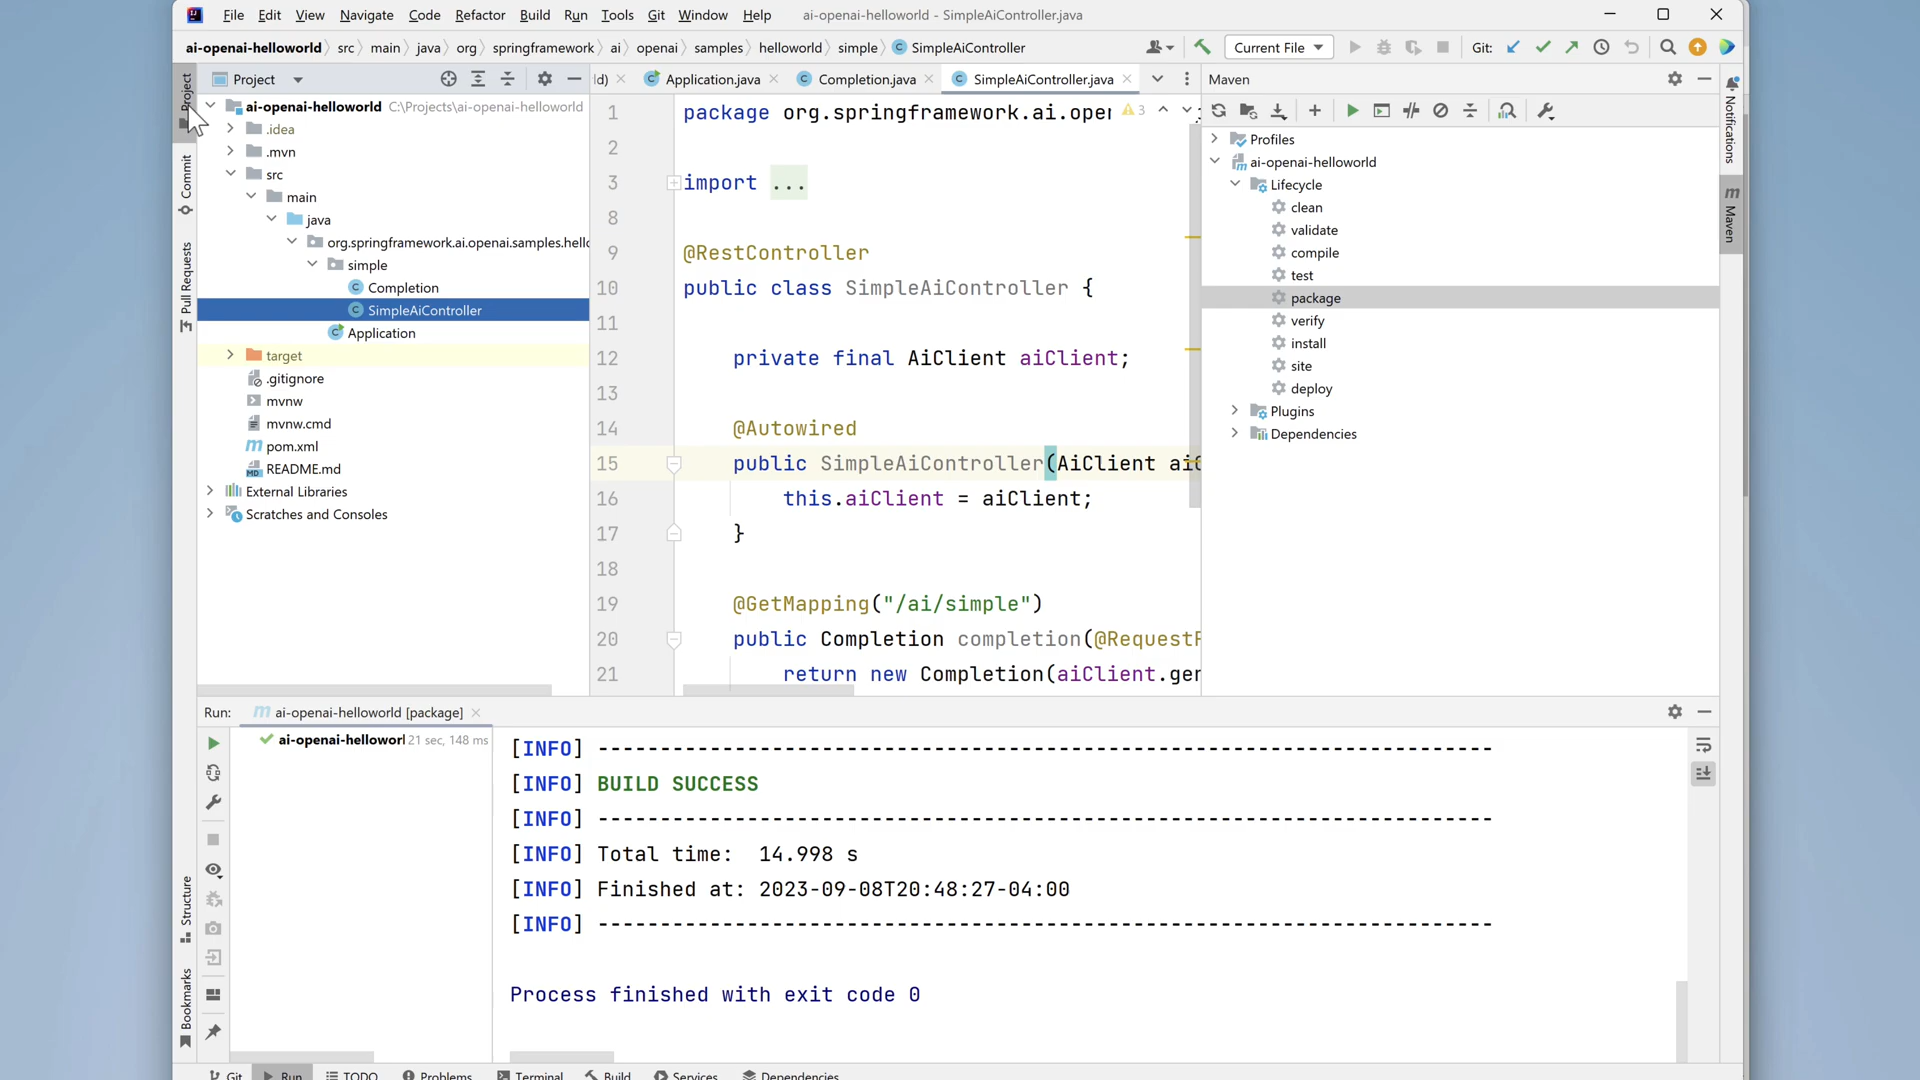 File Edit View Navigate Code Refactor Build Run Tools Git Window Help ai-openai-helloworld - SimpleAiController.java
ai-openai-helloworld src main java org springframework ai openai samples helloworld simple SimpleAiController
Current File Git:
Project
ai-openai-helloworld C:\Projects\ai-openai-helloworld
.idea
.mvn
src
main
java
org.springframework.ai.openai.samples.hello
simple
Completion
SimpleAiController
Application
target
.gitignore
mvnw
mvnw.cmd
pom.xml
README.md
External Libraries
Scratches and Consoles
Project
Commit
Pull Requests
Structure
Bookmarks
ld) Application.java Completion.java SimpleAiController.java
3
1 package org.springframework.ai.oper
2
3 import ...
8
9 @RestController
10 public class SimpleAiController {
11
12 private final AiClient aiClient;
13
14 @Autowired
15 public SimpleAiController(AiClient aiC
16 this.aiClient = aiClient;
17 }
18
19 @GetMapping("/ai/simple")
20 public Completion completion(@RequestP
21 return new Completion(aiClient.gen
Maven
Profiles
ai-openai-helloworld
Lifecycle
clean
validate
compile
test
package
verify
install
site
deploy
Plugins
Dependencies
Notifications
Maven
Run: ai-openai-helloworld [package]
ai-openai-helloworl 21 sec, 148 ms
[INFO] ------------------------------------------------------------------------
[INFO] BUILD SUCCESS
[INFO] ------------------------------------------------------------------------
[INFO] Total time:  14.998 s
[INFO] Finished at: 2023-09-08T20:48:27-04:00
[INFO] ------------------------------------------------------------------------
Process finished with exit code 0
Git Run TODO Problems Terminal Build Services Dependencies